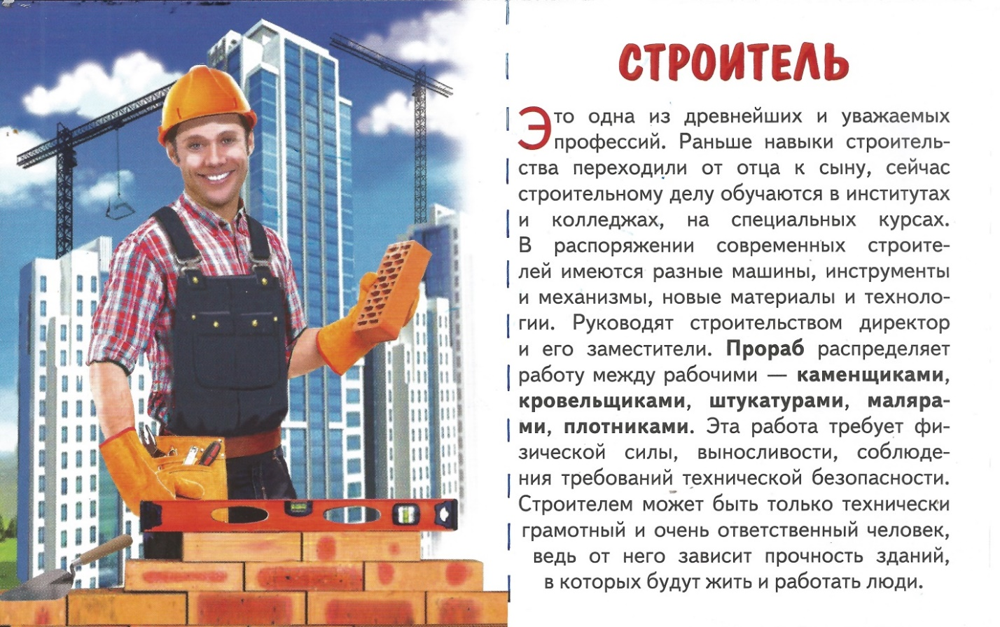 СТРОИТЕЛЬ
Это одна из древнейших и уважаемых
профессий. Раньше навыки строитель-
ства переходили от отца к сыну, сейчас
строительному делу обучаются в институтах
и колледжах, на специальных курсах.
В распоряжении современных строите-
лей имеются разные машины, инструменты
и механизмы, новые материалы и техноло-
гии. Руководят строительством директор
и его заместители. Прораб распределяет
работу между рабочими — каменщиками,
кровельщиками, штукатурами, маляра-
ми, плотниками. Эта работа требует фи-
зической силы, выносливости, соблюде-
ния требований технической безопасности.
Строителем может быть только технически
грамотный и очень ответственный человек,
ведь от него зависит прочность зданий,
в которых будут жить и работать люди.